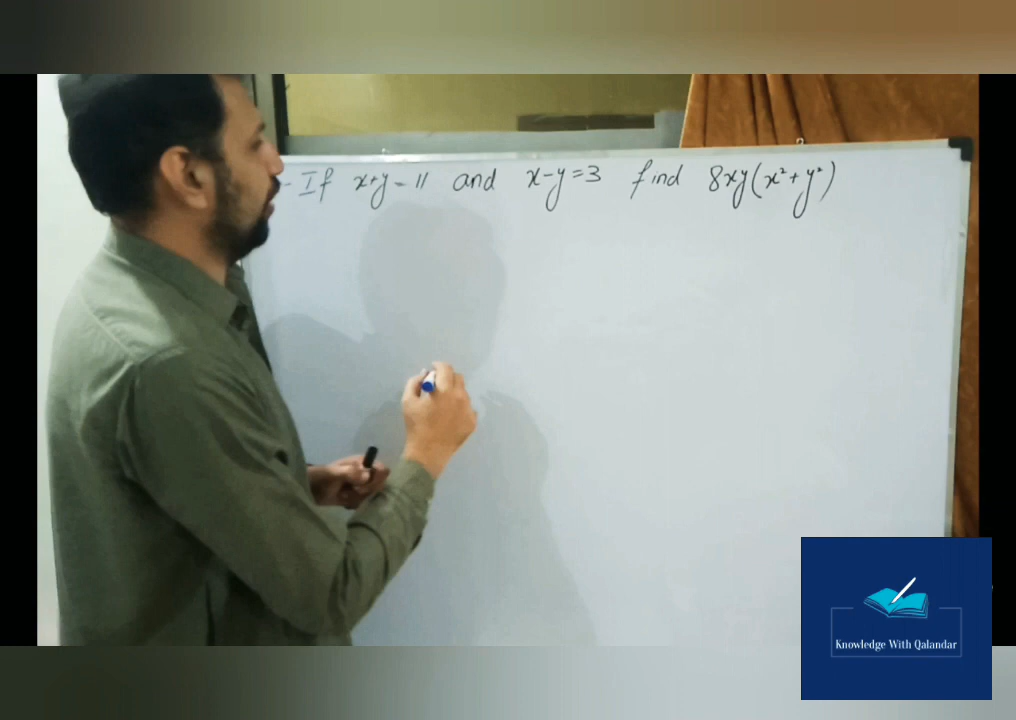 - If x+y=11 and x-y=3 find 8xy(x²+y²)
Knowledge With Qalandar